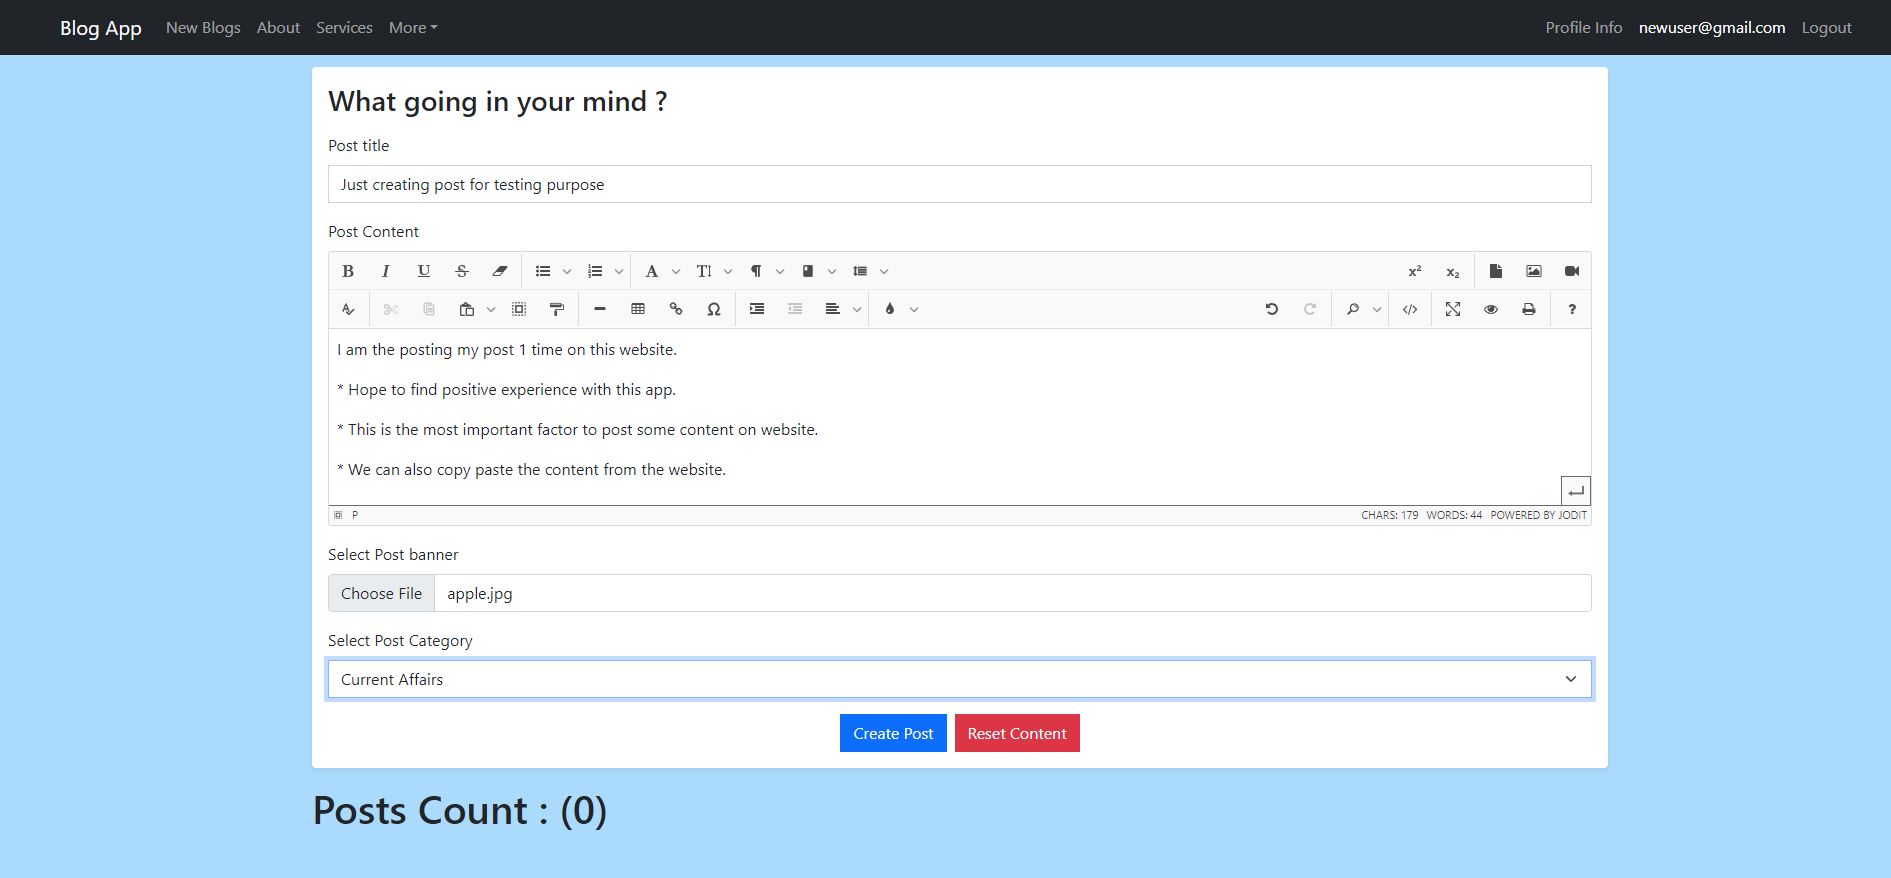 Blog App New Blogs About Services More Profile Info newuser@gmail.com Logout
What going in your mind ?
Post title
Just creating post for testing purpose
Post Content
B I U S A T ¶ x² x₂
Ω </> ?
I am the posting my post 1 time on this website.
* Hope to find positive experience with this app.
* This is the most important factor to post some content on website.
* We can also copy paste the content from the website.
P CHARS: 179 WORDS: 44 POWERED BY JODIT
Select Post banner
Choose File apple.jpg
Select Post Category
Current Affairs
Create Post Reset Content
Posts Count : (0)